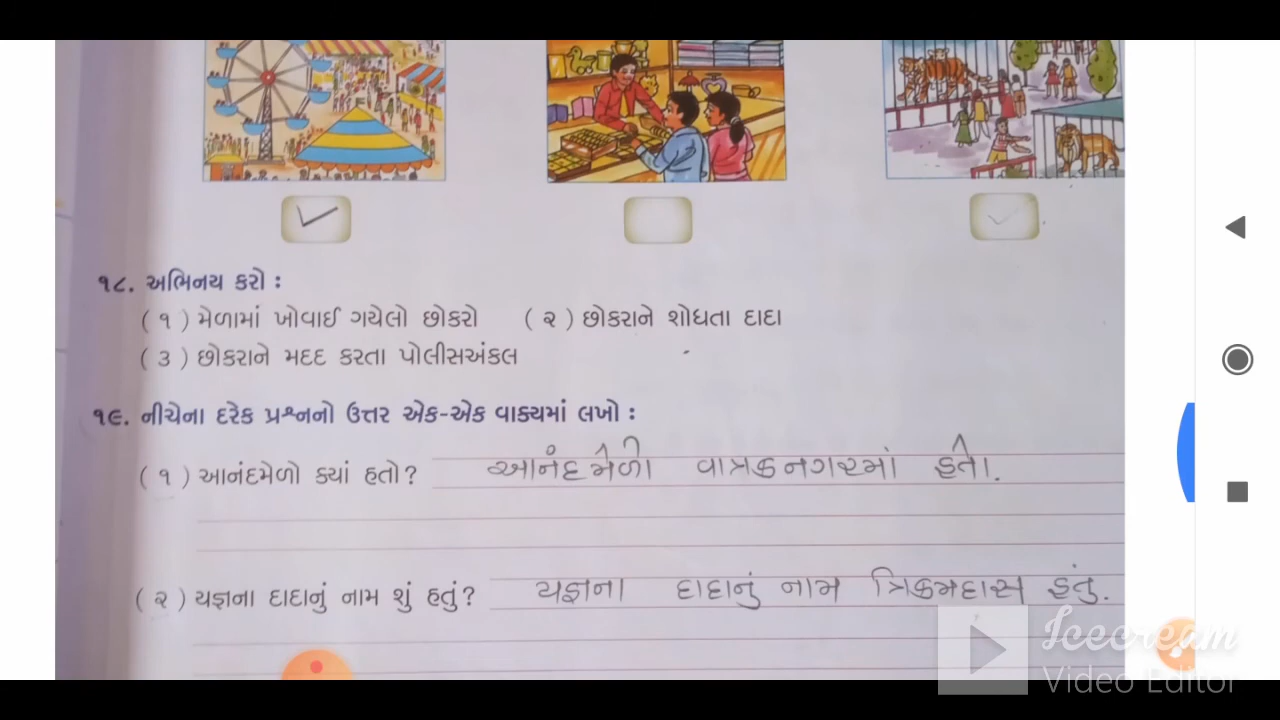 ૧૮. અભિનય કરો :
( ૧ ) મેળામાં ખોવાઈ ગયેલો છોકરો ( ૨ ) છોકરાને શોધતા દાદા
( ૩ ) છોકરાને મદદ કરતા પોલીસઅંકલ
૧૯. નીચેના દરેક પ્રશ્નનો ઉત્તર એક-એક વાક્યમાં લખો :
( ૧ ) આનંદમેળો ક્યાં હતો? આનંદમેળો વાત્રકનગરમાં હતો.
( ૨ ) યજ્ઞના દાદાનું નામ શું હતું? યજ્ઞના દાદાનું નામ ત્રિકમદાસ હતું.
Icecream
Video Editor